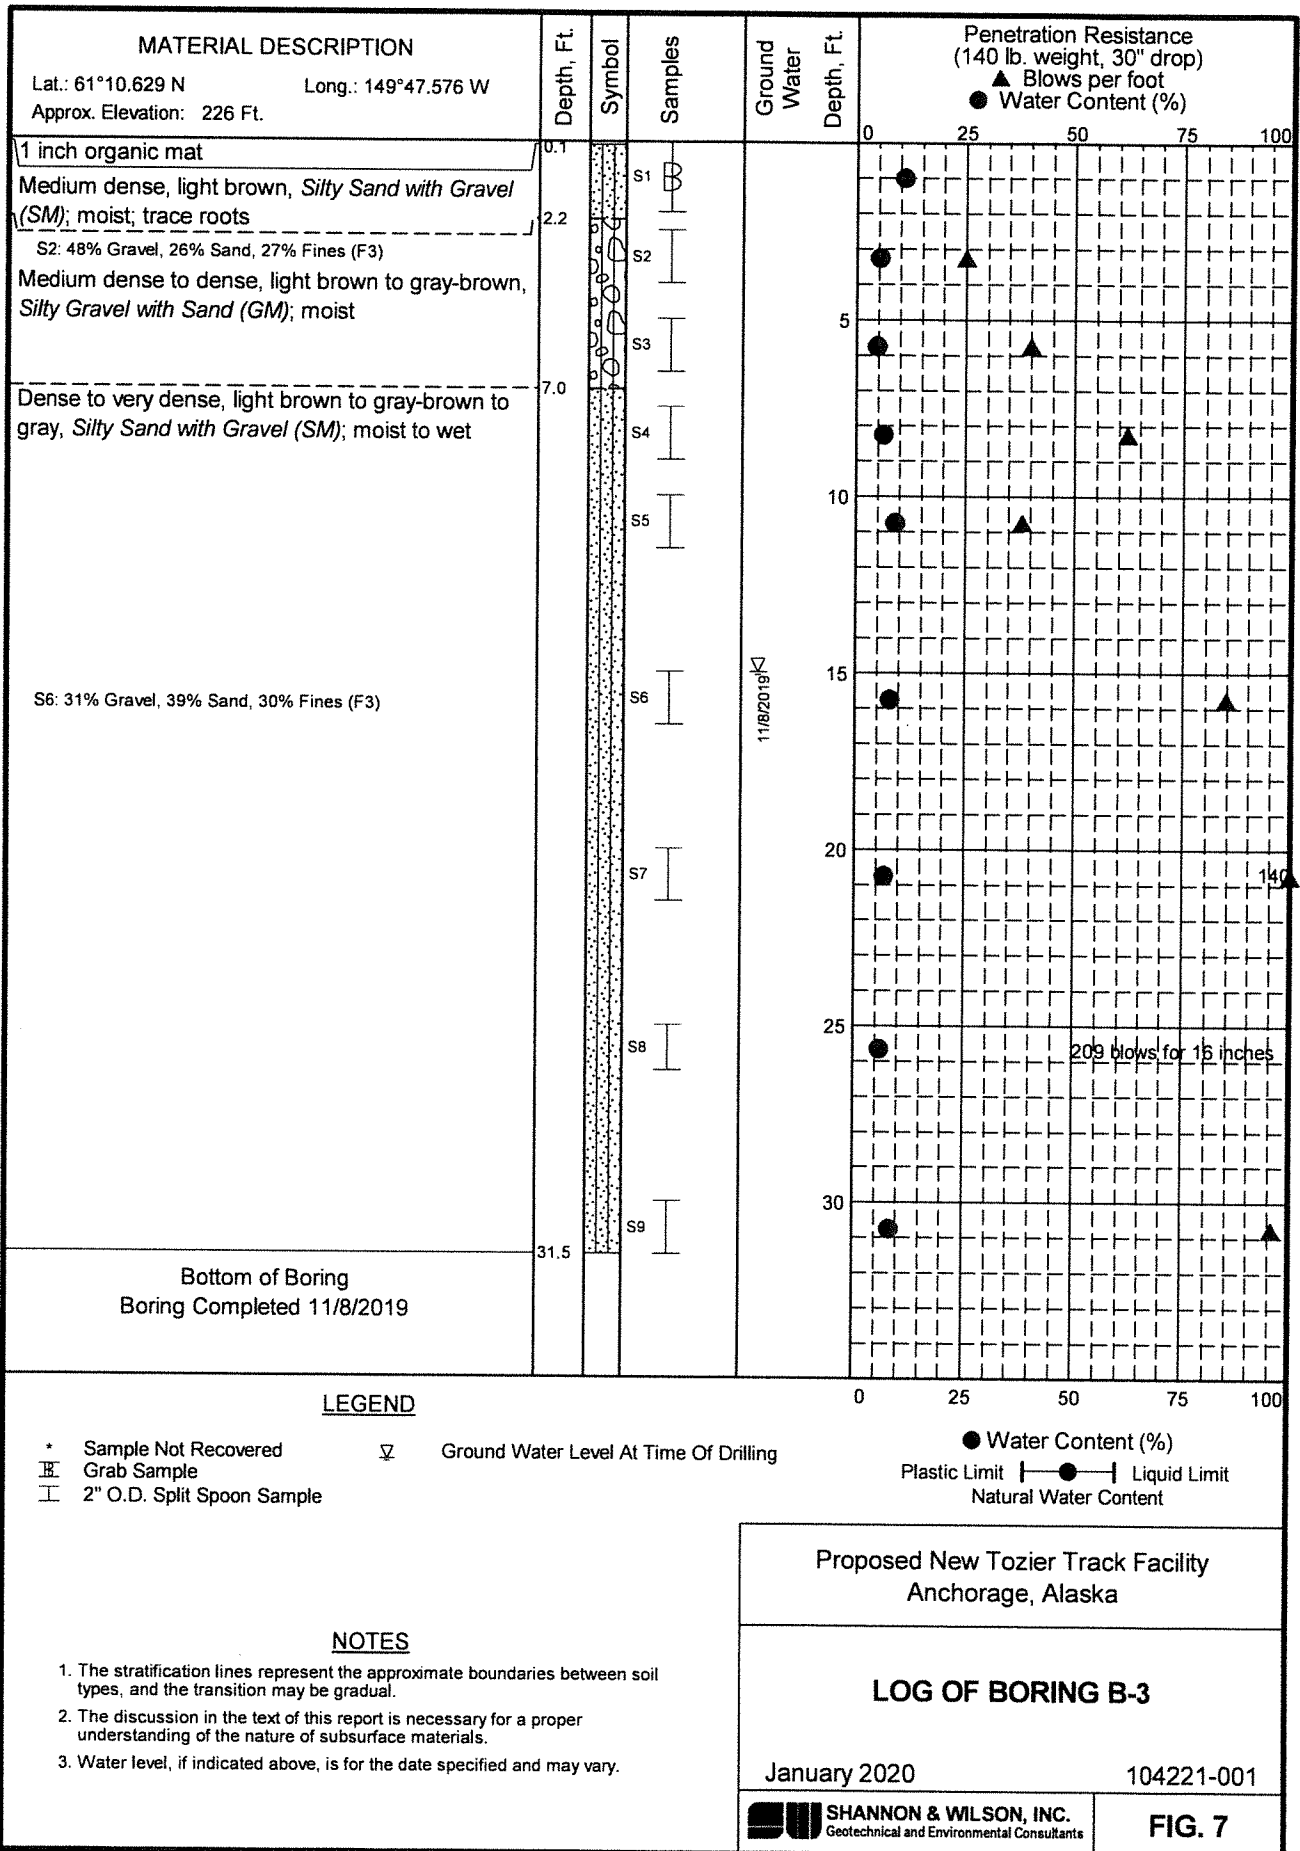 MATERIAL DESCRIPTION
Lat.: 61°10.629 N Long.: 149°47.576 W
Approx. Elevation: 226 Ft.
Depth, Ft.
Symbol
Samples
Ground
Water
Depth, Ft.
Penetration Resistance
(140 lb. weight, 30" drop)
▲ Blows per foot
● Water Content (%)
0 25 50 75 100
1 inch organic mat
0.1
Medium dense, light brown, Silty Sand with Gravel
(SM); moist; trace roots
2.2
S2: 48% Gravel, 26% Sand, 27% Fines (F3)
Medium dense to dense, light brown to gray-brown,
Silty Gravel with Sand (GM); moist
7.0
Dense to very dense, light brown to gray-brown to
gray, Silty Sand with Gravel (SM); moist to wet
S6: 31% Gravel, 39% Sand, 30% Fines (F3)
31.5
Bottom of Boring
Boring Completed 11/8/2019
S1
S2
S3
S4
S5
S6
S7
S8
S9
11/8/2019
5
10
15
20
25
30
140
209 blows for 16 inches
0 25 50 75 100
● Water Content (%)
Plastic Limit Liquid Limit
Natural Water Content
LEGEND
* Sample Not Recovered
Grab Sample
2" O.D. Split Spoon Sample
Ground Water Level At Time Of Drilling
NOTES
1. The stratification lines represent the approximate boundaries between soil
types, and the transition may be gradual.
2. The discussion in the text of this report is necessary for a proper
understanding of the nature of subsurface materials.
3. Water level, if indicated above, is for the date specified and may vary.
Proposed New Tozier Track Facility
Anchorage, Alaska
LOG OF BORING B-3
January 2020 104221-001
SHANNON & WILSON, INC.
Geotechnical and Environmental Consultants
FIG. 7